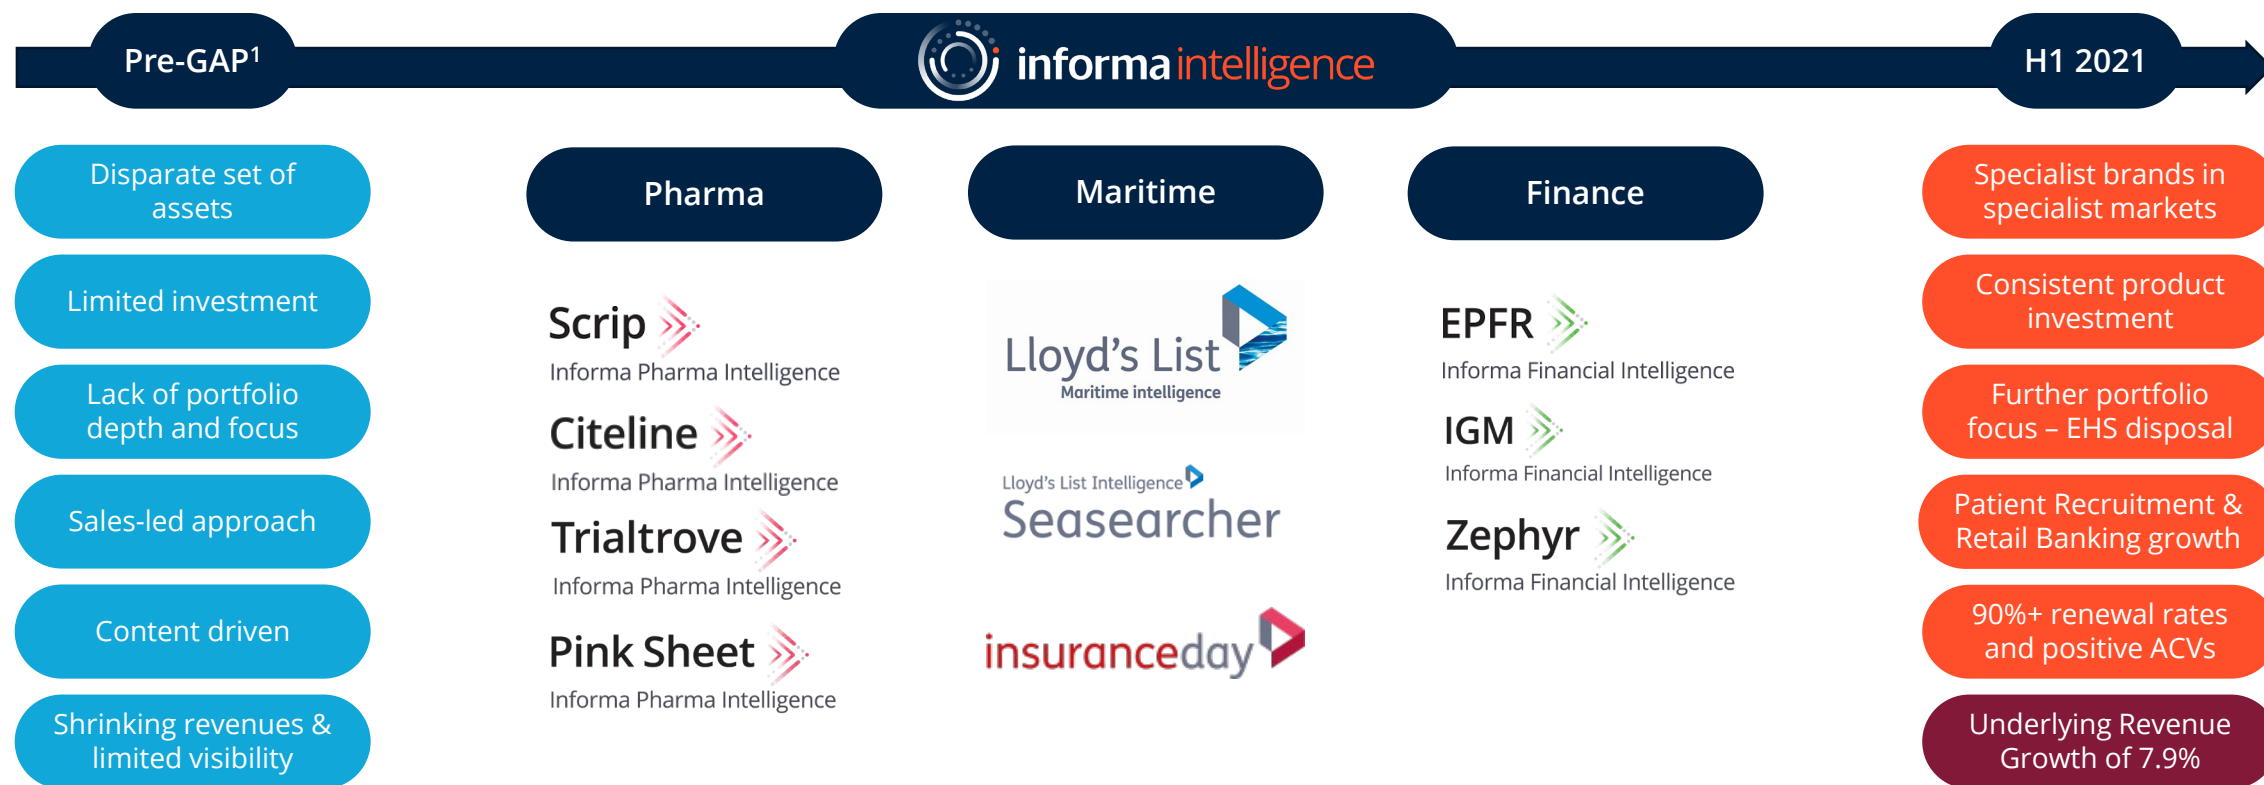 Pre-GAP1
informa intelligence
H1 2021
Disparate set of
assets
Limited investment
Lack of portfolio
depth and focus
Sales-led approach
Content driven
Shrinking revenues &
limited visibility
Pharma
Scrip
Informa Pharma Intelligence
Citeline
Informa Pharma Intelligence
Trialtrove
Informa Pharma Intelligence
Pink Sheet
Informa Pharma Intelligence
Maritime
Lloyd's List
Maritime intelligence
Lloyd's List Intelligence
Seasearcher
insuranceday
Finance
EPFR
Informa Financial Intelligence
IGM
Informa Financial Intelligence
Zephyr
Informa Financial Intelligence
Specialist brands in
specialist markets
Consistent product
investment
Further portfolio
focus – EHS disposal
Patient Recruitment &
Retail Banking growth
90%+ renewal rates
and positive ACVs
Underlying Revenue
Growth of 7.9%